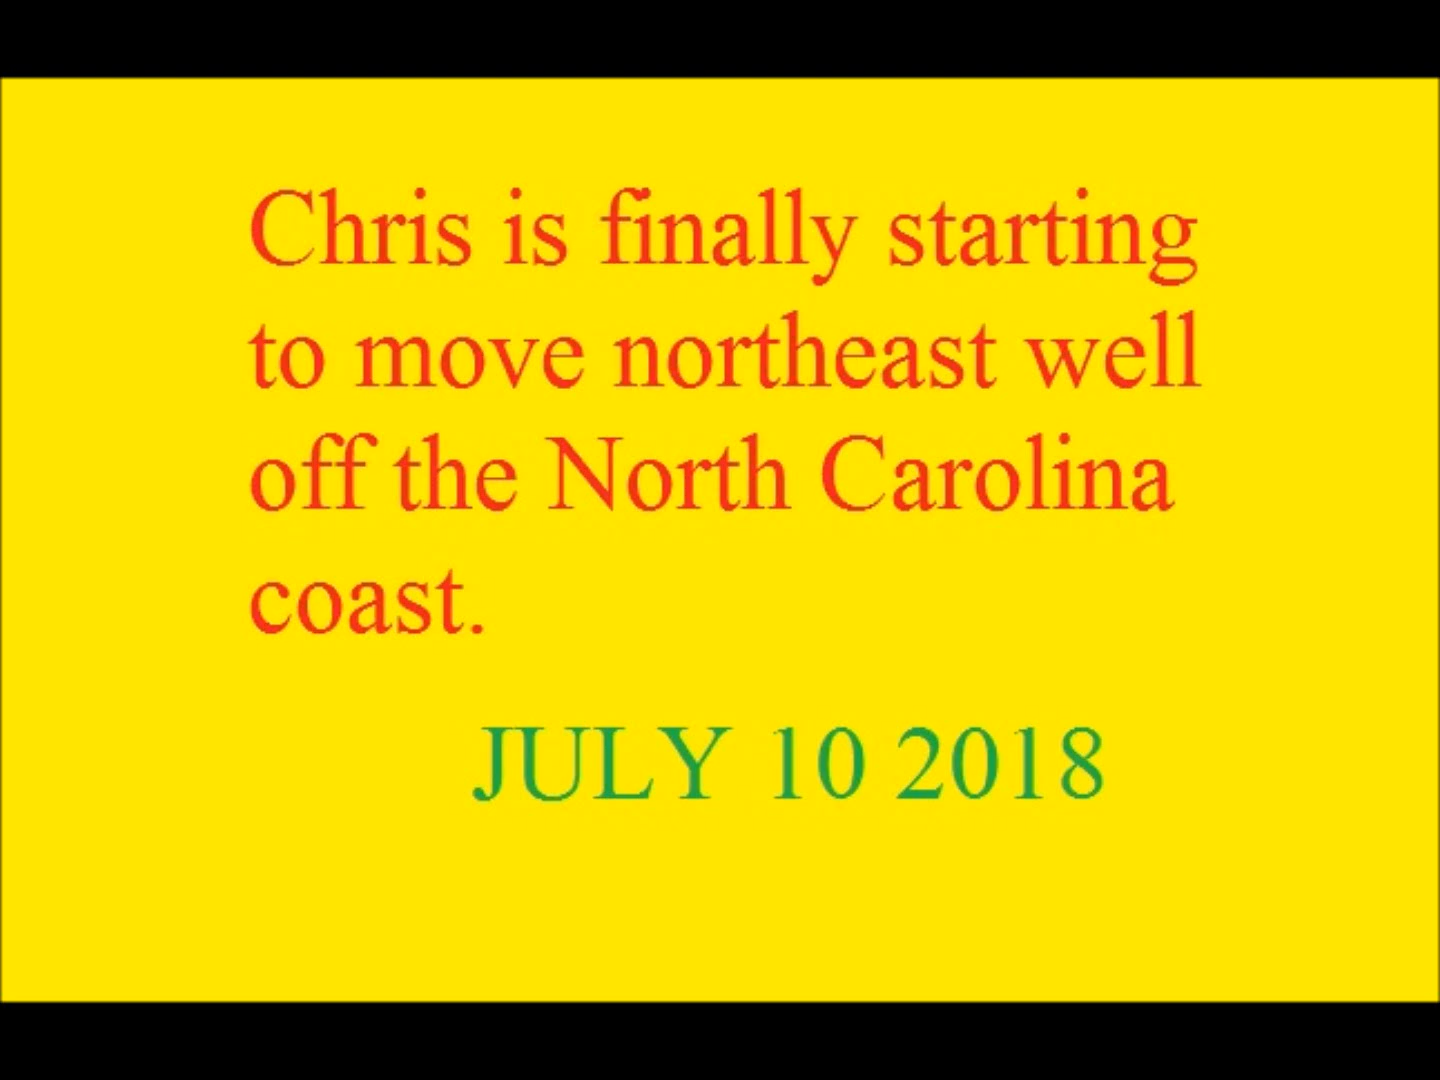 Chris is finally starting
to move northeast well
off the North Carolina
coast.
JULY 10 2018